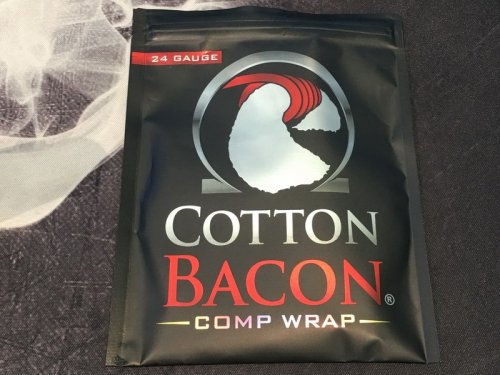 24 GAUGE
COTTON
BACON®
COMP WRAP